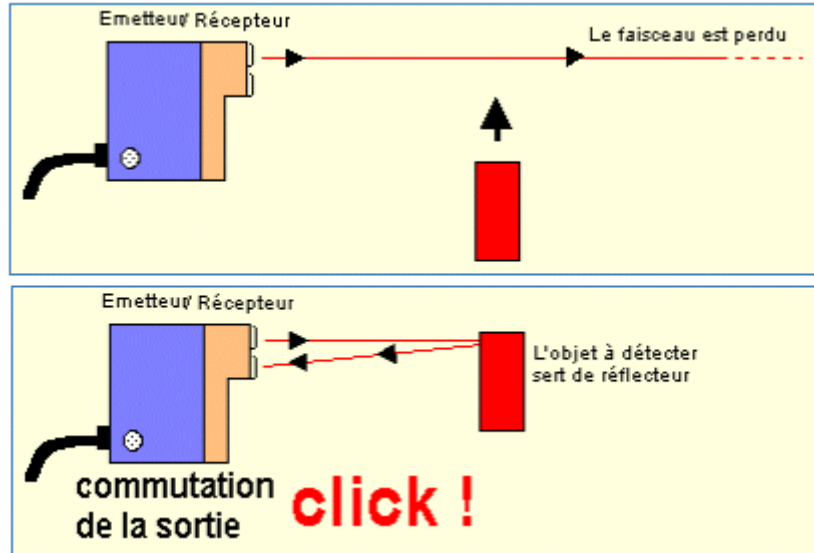 Emetteur/ Récepteur
Le faisceau est perdu
Emetteur/ Récepteur
L'objet à détecter
sert de réflecteur
commutation
de la sortie
click !